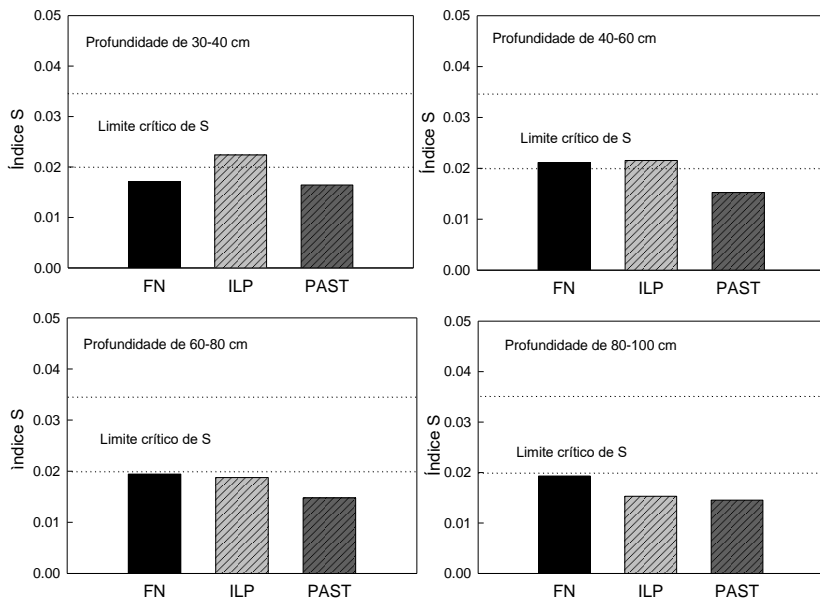 0.05
Profundidade de 30-40 cm
0.04
0.03
Limite crítico de S
0.02
0.01
0.00
Índice S
FN ILP PAST
0.05
Profundidade de 40-60 cm
0.04
0.03
Limite crítico de S
0.02
0.01
0.00
Índice S
FN ILP PAST
0.05
Profundidade de 60-80 cm
0.04
0.03
Limite crítico de S
0.02
0.01
0.00
Índice S
FN ILP PAST
0.05
Profundidade de 80-100 cm
0.04
0.03
Limite crítico de S
0.02
0.01
0.00
Índice S
FN ILP PAST